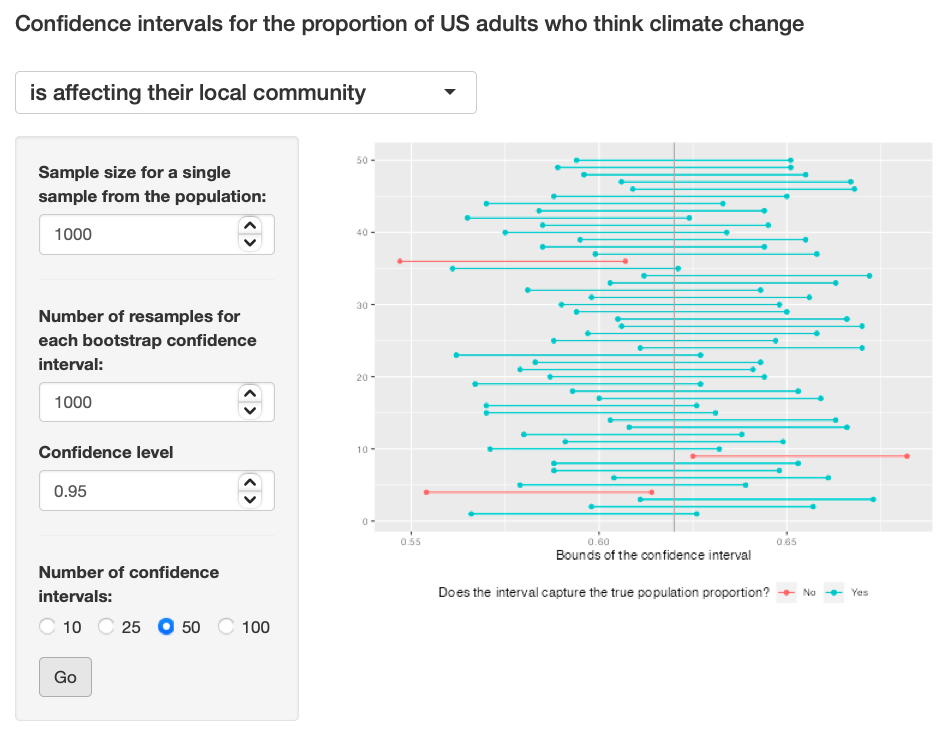 Confidence intervals for the proportion of US adults who think climate change
is affecting their local community
Sample size for a single
sample from the population:
1000
Number of resamples for
each bootstrap confidence
interval:
1000
Confidence level
0.95
Number of confidence
intervals:
10 25 50 100
Go
50
40
30
20
10
0
0.55 0.60 0.65
Bounds of the confidence interval
Does the interval capture the true population proportion? No Yes